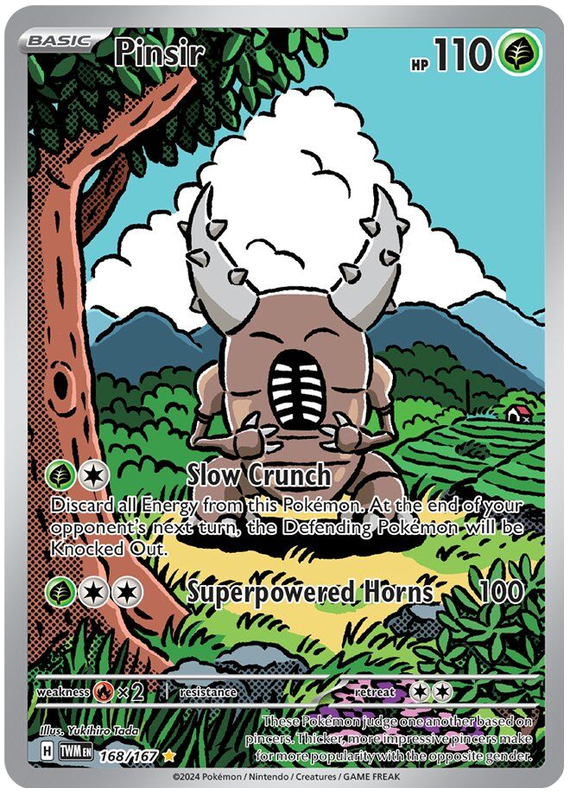 BASIC Pinsir HP 110
Slow Crunch
Discard all Energy from this Pokémon. At the end of your
opponent's next turn, the Defending Pokémon will be
Knocked Out.
Superpowered Horns 100
weakness ×2 resistance retreat
Illus. Yukihiro Tada
These Pokémon judge one another based on
pincers. Thicker, more impressive pincers make
for more popularity with the opposite gender.
H TWM EN 168/167
©2024 Pokémon / Nintendo / Creatures / GAME FREAK